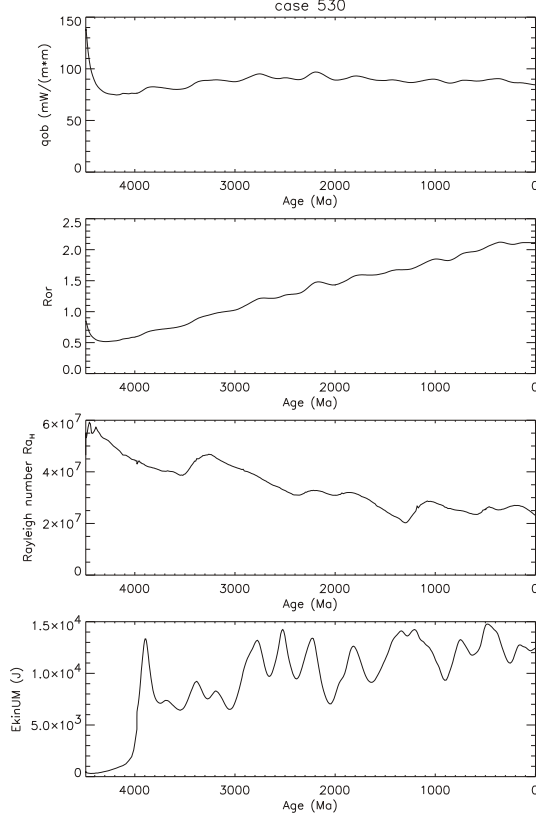 case 530
150
100
50
0
qob (mW/(m*m)
4000 3000 2000 1000 0
Age (Ma)
2.5
2.0
1.5
1.0
0.5
0.0
Ror
4000 3000 2000 1000 0
Age (Ma)
6×10⁷
4×10⁷
2×10⁷
0
Rayleigh number Ra_H
4000 3000 2000 1000 0
Age (Ma)
1.5×10⁴
1.0×10⁴
5.0×10³
0
EkinUM (J)
4000 3000 2000 1000 0
Age (Ma)